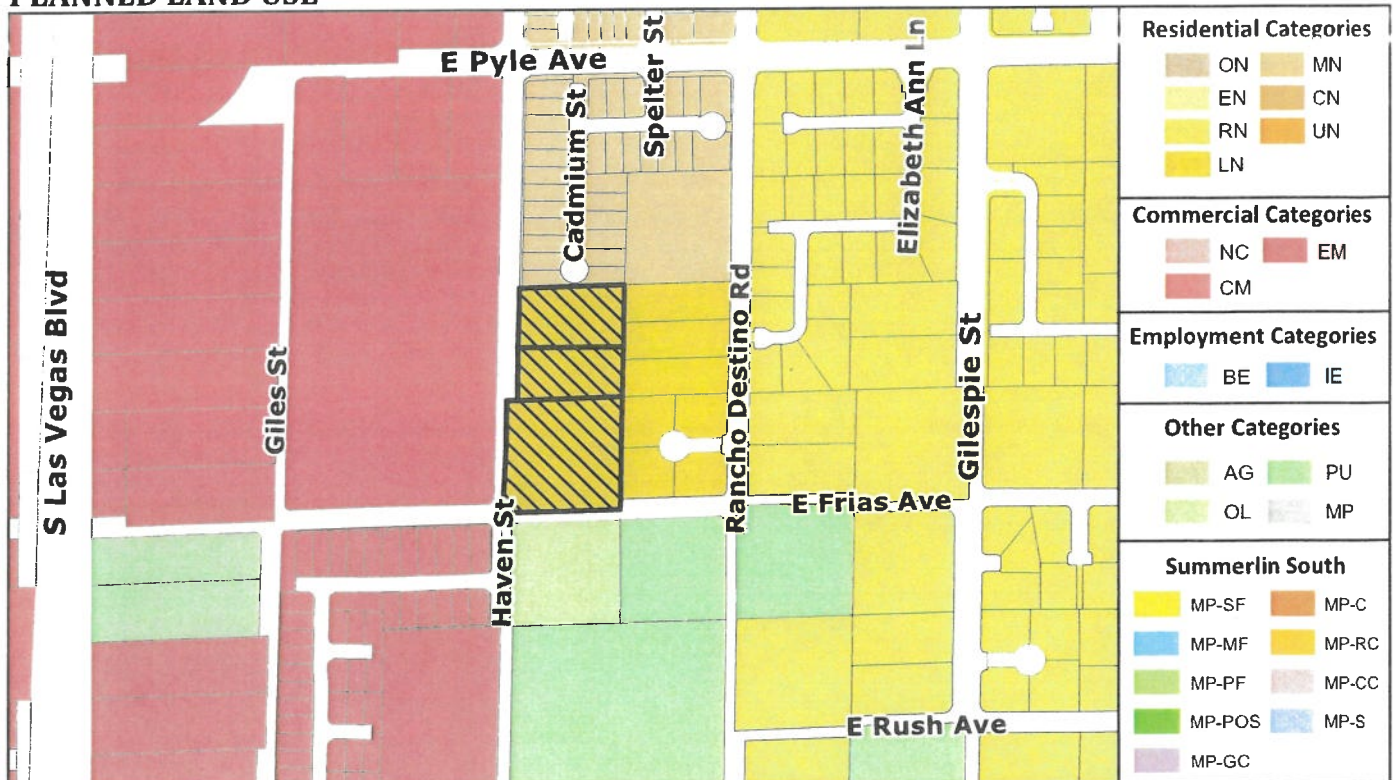 PLANNED LAND USE
E Pyle Ave
Spelter St
Cadmium St
Elizabeth Ann Ln
S Las Vegas Blvd
Giles St
Rancho Destino Rd
Gilespie St
Haven St
E Frias Ave
E Rush Ave
Residential Categories
ON MN
EN CN
RN UN
LN
Commercial Categories
NC EM
CM
Employment Categories
BE IE
Other Categories
AG PU
OL MP
Summerlin South
MP-SF MP-C
MP-MF MP-RC
MP-PF MP-CC
MP-POS MP-S
MP-GC